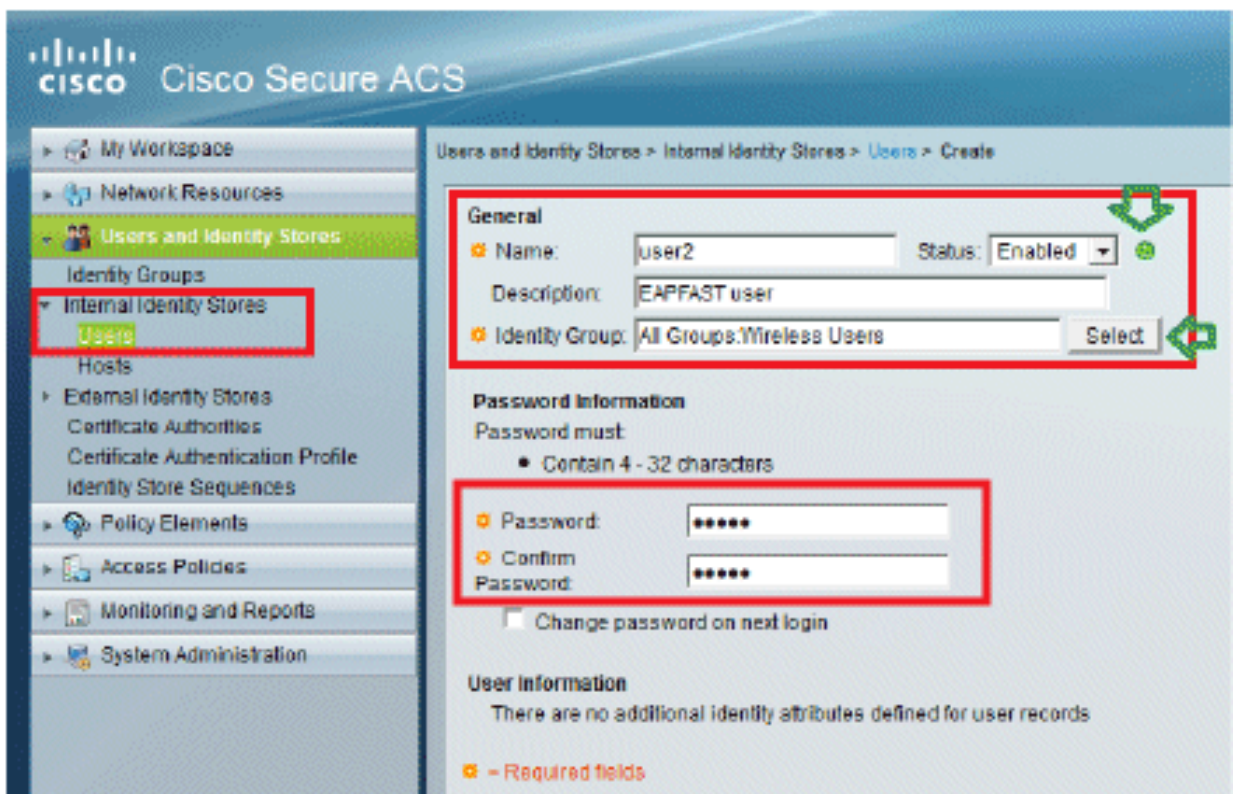 CISCO Cisco Secure ACS
My Workspace
Network Resources
Users and Identity Stores
Identity Groups
Internal Identity Stores
Users
Hosts
External Identity Stores
Certificate Authorities
Certificate Authentication Profile
Identity Store Sequences
Policy Elements
Access Policies
Monitoring and Reports
System Administration
Users and Identity Stores > Internal Identity Stores > Users > Create
General
Name: user2 Status: Enabled
Description: EAPFAST user
Identity Group: All Groups:Wireless Users Select
Password Information
Password must:
• Contain 4 - 32 characters
Password: •••••
Confirm
Password: •••••
Change password on next login
User Information
There are no additional identity attributes defined for user records
= Required fields